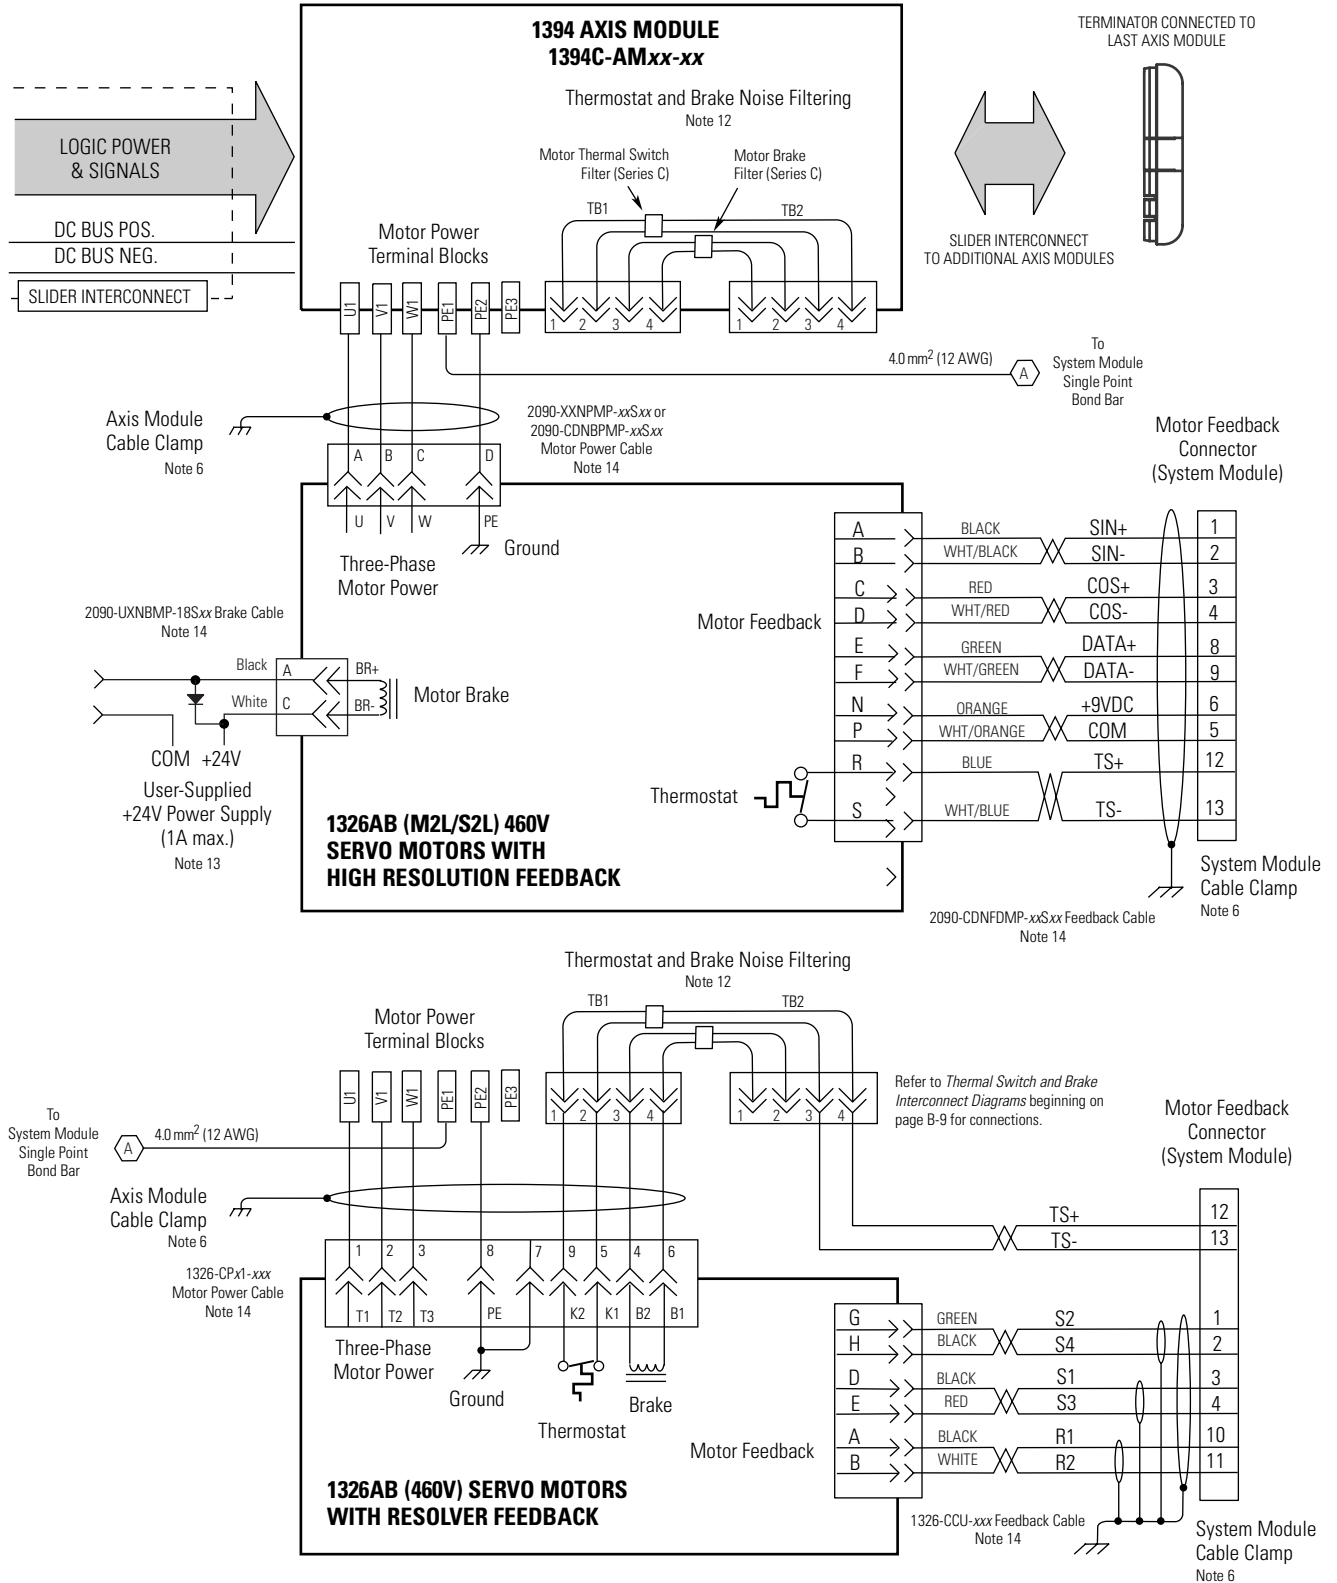 1394 AXIS MODULE
1394C-AMxx-xx
TERMINATOR CONNECTED TO
LAST AXIS MODULE
Thermostat and Brake Noise Filtering
Note 12
LOGIC POWER
& SIGNALS
Motor Thermal Switch
Filter (Series C)
Motor Brake
Filter (Series C)
TB1
TB2
DC BUS POS.
DC BUS NEG.
SLIDER INTERCONNECT
Motor Power
Terminal Blocks
SLIDER INTERCONNECT
TO ADDITIONAL AXIS MODULES
U1
V1
W1
PE1
PE2
PE3
1 2 3 4
1 2 3 4
4.0 mm2 (12 AWG)
A
To
System Module
Single Point
Bond Bar
Axis Module
Cable Clamp
Note 6
2090-XXNPMP-xxSxx or
2090-CDNBPMP-xxSxx
Motor Power Cable
Note 14
Motor Feedback
Connector
(System Module)
A B C D
U V W PE
Three-Phase
Motor Power
Ground
A BLACK SIN+ 1
B WHT/BLACK SIN- 2
C RED COS+ 3
D WHT/RED COS- 4
E GREEN DATA+ 8
F WHT/GREEN DATA- 9
N ORANGE +9VDC 6
P WHT/ORANGE COM 5
R BLUE TS+ 12
S WHT/BLUE TS- 13
Motor Feedback
Thermostat
2090-UXNBMP-18Sxx Brake Cable
Note 14
Black A BR+
White C BR-
Motor Brake
COM +24V
User-Supplied
+24V Power Supply
(1A max.)
Note 13
1326AB (M2L/S2L) 460V
SERVO MOTORS WITH
HIGH RESOLUTION FEEDBACK
System Module
Cable Clamp
Note 6
2090-CDNFDMP-xxSxx Feedback Cable
Note 14
Thermostat and Brake Noise Filtering
Note 12
TB1
TB2
Motor Power
Terminal Blocks
U1
V1
W1
PE1
PE2
PE3
1 2 3 4
1 2 3 4
Refer to Thermal Switch and Brake
Interconnect Diagrams beginning on
page B-9 for connections.
To
System Module
Single Point
Bond Bar
A
4.0 mm2 (12 AWG)
Motor Feedback
Connector
(System Module)
Axis Module
Cable Clamp
Note 6
TS+ 12
TS- 13
1326-CPx1-xxx
Motor Power Cable
Note 14
1 2 3 8 7 9 5 4 6
T1 T2 T3 PE K2 K1 B2 B1
Three-Phase
Motor Power
Ground
Thermostat
Brake
G GREEN S2 1
H BLACK S4 2
D BLACK S1 3
E RED S3 4
A BLACK R1 10
B WHITE R2 11
Motor Feedback
1326AB (460V) SERVO MOTORS
WITH RESOLVER FEEDBACK
1326-CCU-xxx Feedback Cable
Note 14
System Module
Cable Clamp
Note 6